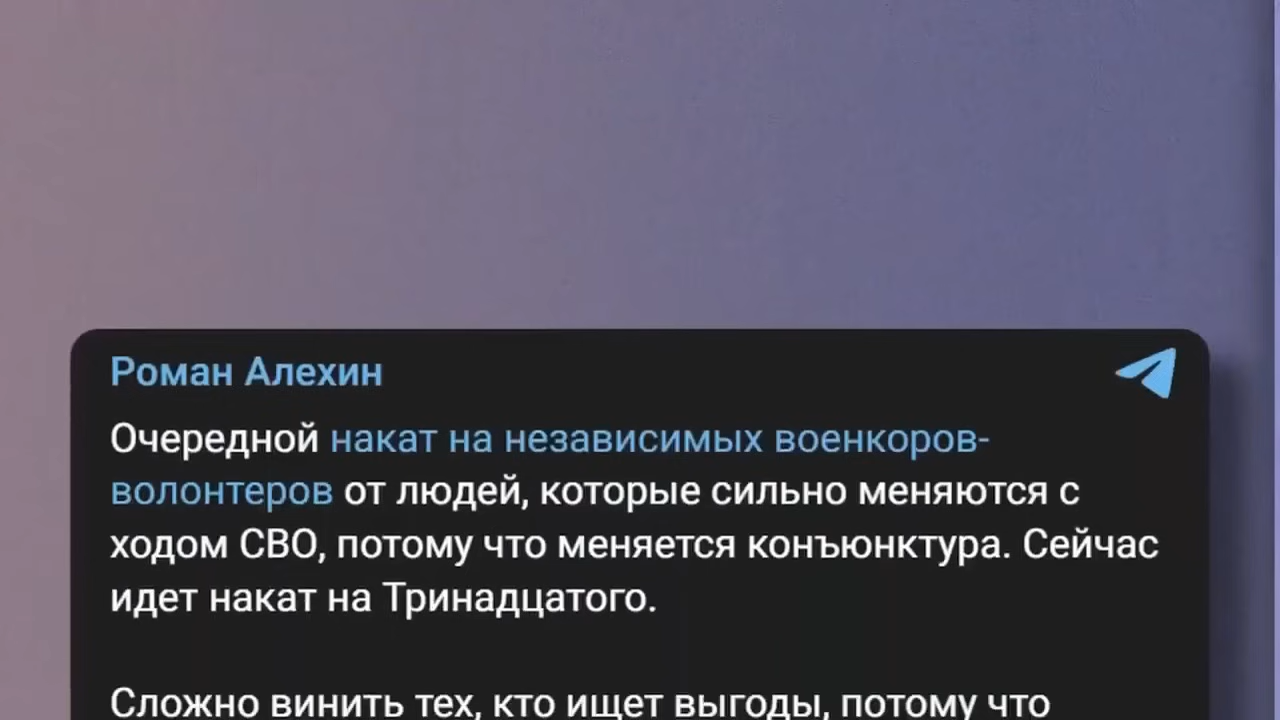 Роман Алехин
Очередной накат на независимых военкоров-
волонтеров от людей, которые сильно меняются с
ходом СВО, потому что меняется конъюнктура. Сейчас
идет накат на Тринадцатого.
Сложно винить тех, кто ищет выгоды, потому что